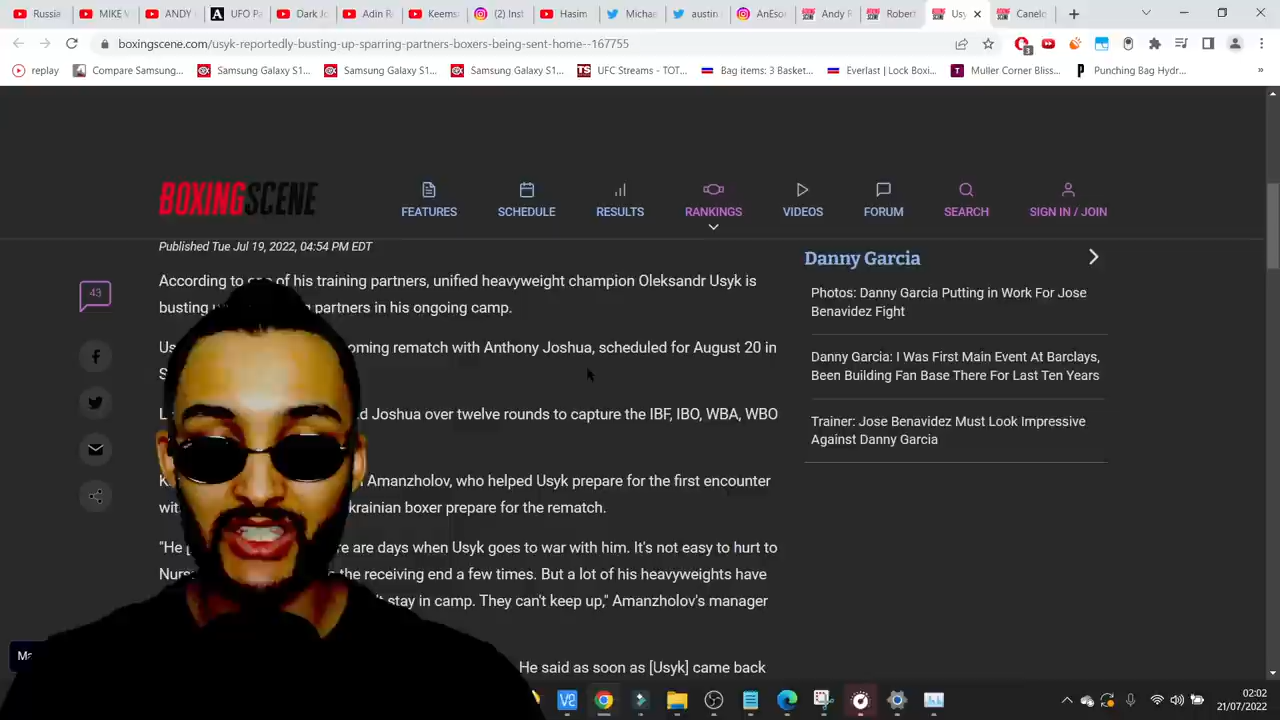 Russia
MIKE V
ANDY
UFO Pa
Dark Jo
Adin R
Keems
(2) Inst
Hasim
Michae
austin
AnEso
Andy R
Robert
Usy
Canelo
boxingscene.com/usyk-reportedly-busting-up-sparring-partners-boxer-being-sent-home--167755
3
replay
Compare Samsung...
Samsung Galaxy S1...
Samsung Galaxy S1...
Samsung Galaxy S1...
TS UFC Streams - TOT...
Bag items: 3 Basket...
Everlast | Lock Boxi...
T Muller Corner Bliss...
Punching Bag Hydr...
BOXINGSCENE
FEATURES
SCHEDULE
RESULTS
RANKINGS
VIDEOS
FORUM
SEARCH
SIGN IN / JOIN
Published Tue Jul 19, 2022, 04:54 PM EDT
According to one of his training partners, unified heavyweight champion Oleksandr Usyk is
busting partners in his ongoing camp.
Us oming rematch with Anthony Joshua, scheduled for August 20 in
S
L d Joshua over twelve rounds to capture the IBF, IBO, WBA, WBO
K Amanzholov, who helped Usyk prepare for the first encounter
wit krainian boxer prepare for the rematch.
"He re are days when Usyk goes to war with him. It's not easy to hurt to
Nurs the receiving end a few times. But a lot of his heavyweights have
't stay in camp. They can't keep up," Amanzholov's manager
He said as soon as [Usyk] came back
43
Danny Garcia
Photos: Danny Garcia Putting in Work For Jose
Benavidez Fight
Danny Garcia: I Was First Main Event At Barclays,
Been Building Fan Base There For Last Ten Years
Trainer: Jose Benavidez Must Look Impressive
Against Danny Garcia
Ma
02:02
21/07/2022